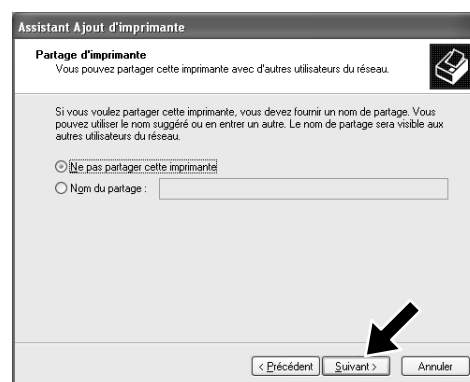 Assistant Ajout d'imprimante
Partage d'imprimante
Vous pouvez partager cette imprimante avec d'autres utilisateurs du réseau.
Si vous voulez partager cette imprimante, vous devez fournir un nom de partage. Vous
pouvez utiliser le nom suggéré ou en entrer un autre. Le nom de partage sera visible aux
autres utilisateurs du réseau.
Ne pas partager cette imprimante
Nom du partage :
< Précédent Suivant > Annuler